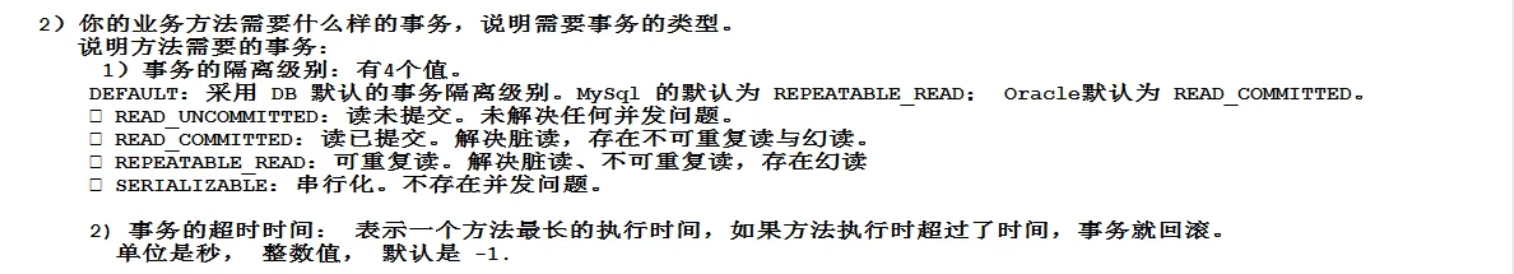 2）你的业务方法需要什么样的事务，说明需要事务的类型。
说明方法需要的事务：
1）事务的隔离级别：有4个值。
DEFAULT：采用 DB 默认的事务隔离级别。MySql 的默认为 REPEATABLE_READ； Oracle默认为 READ_COMMITTED。
□ READ_UNCOMMITTED：读未提交。未解决任何并发问题。
□ READ_COMMITTED：读已提交。解决脏读，存在不可重复读与幻读。
□ REPEATABLE_READ：可重复读。解决脏读、不可重复读，存在幻读
□ SERIALIZABLE：串行化。不存在并发问题。
2) 事务的超时时间： 表示一个方法最长的执行时间，如果方法执行时超过了时间，事务就回滚。
单位是秒， 整数值， 默认是 -1.